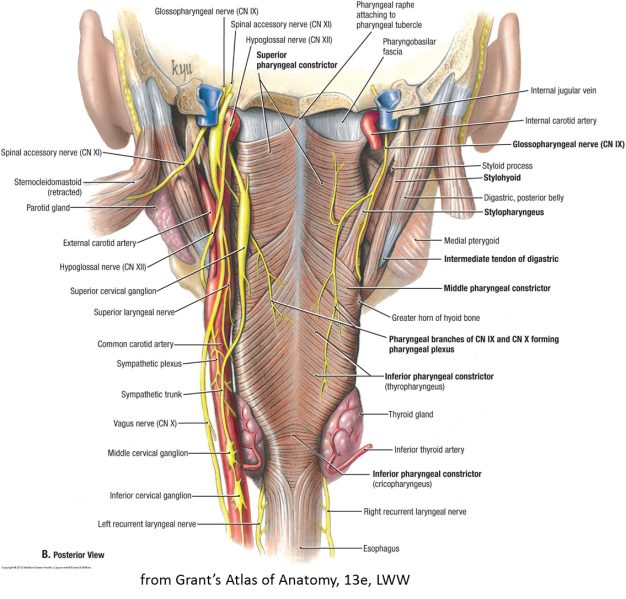 Glossopharyngeal nerve (CN IX)
Spinal accessory nerve (CN XI)
Hypoglossal nerve (CN XII)
Superior
pharyngeal constrictor
Pharyngeal raphe
attaching to
pharyngeal tubercle
Pharyngobasilar
fascia
kyu
Internal jugular vein
Internal carotid artery
Glossopharyngeal nerve (CN IX)
Styloid process
Stylohyoid
Digastric, posterior belly
Stylopharyngeus
Medial pterygoid
Intermediate tendon of digastric
Middle pharyngeal constrictor
Greater horn of hyoid bone
Pharyngeal branches of CN IX and CN X forming
pharyngeal plexus
Inferior pharyngeal constrictor
(thyropharyngeus)
Thyroid gland
Inferior thyroid artery
Inferior pharyngeal constrictor
(cricopharyngeus)
Right recurrent laryngeal nerve
Esophagus
Spinal accessory nerve (CN XI)
Sternocleidomastoid
(retracted)
Parotid gland
External carotid artery
Hypoglossal nerve (CN XII)
Superior cervical ganglion
Superior laryngeal nerve
Common carotid artery
Sympathetic plexus
Sympathetic trunk
Vagus nerve (CN X)
Middle cervical ganglion
Inferior cervical ganglion
Left recurrent laryngeal nerve
B. Posterior View
from Grant's Atlas of Anatomy, 13e, LWW